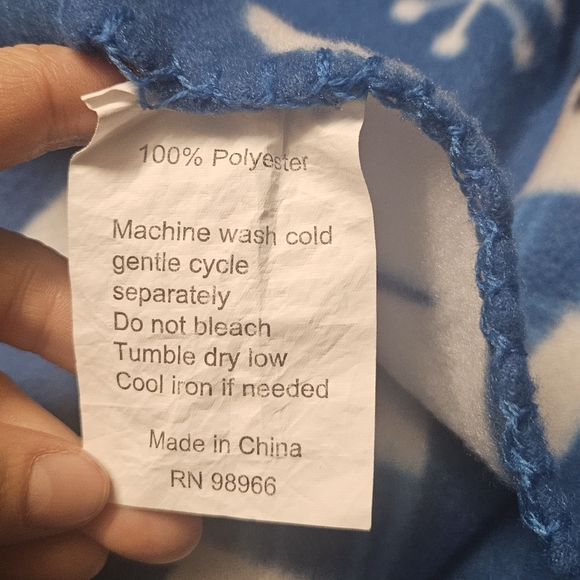 100% Polyester
Machine wash cold
gentle cycle
separately
Do not bleach
Tumble dry low
Cool iron if needed
Made in China
RN 98966